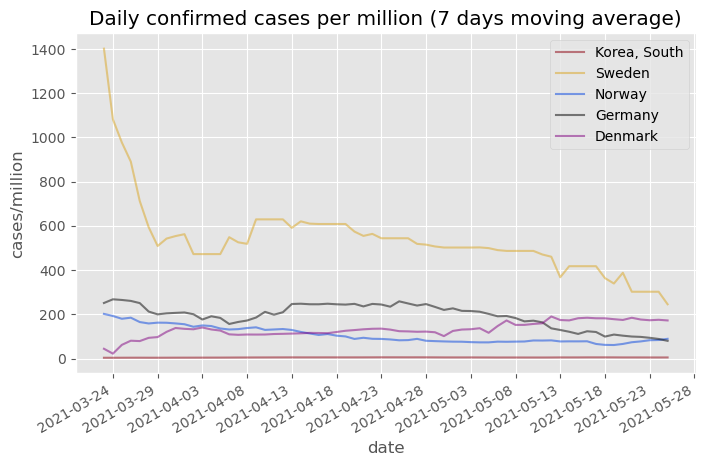 Daily confirmed cases per million (7 days moving average)
1400
1200
1000
800
600
400
200
0
cases/million
Korea, South
Sweden
Norway
Germany
Denmark
2021-03-24
2021-03-29
2021-04-03
2021-04-08
2021-04-13
2021-04-18
2021-04-23
2021-04-28
2021-05-03
2021-05-08
2021-05-13
2021-05-18
2021-05-23
2021-05-28
date